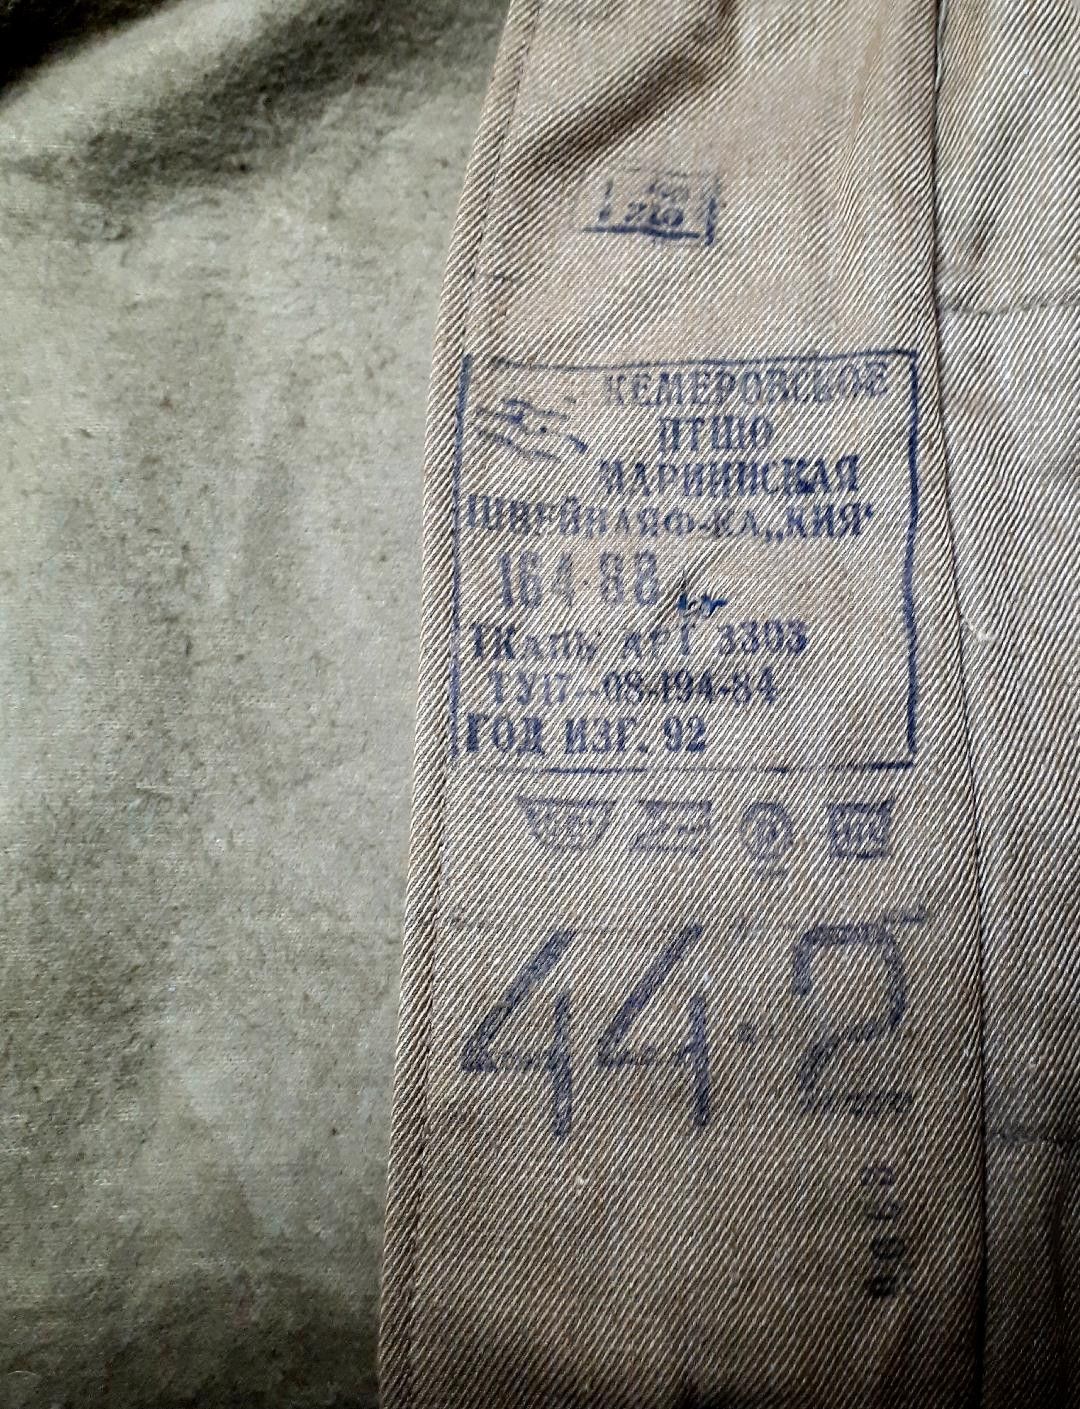 КЕМЕРОВСКОЕ
ПТШО
МАРИИНСКАЯ
ШВЕЙНАЯ Ф-КА „КИЯ"
164·88
ТКАНЬ арт 3303
ТУ17-08-194-84
ГОД ИЗГ. 92
44·2